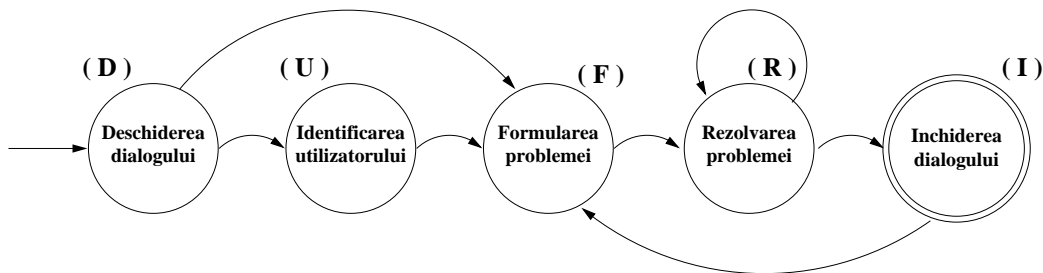 ( D )
( U )
( F )
( R )
( I )
Deschiderea
dialogului
Identificarea
utilizatorului
Formularea
problemei
Rezolvarea
problemei
Inchiderea
dialogului